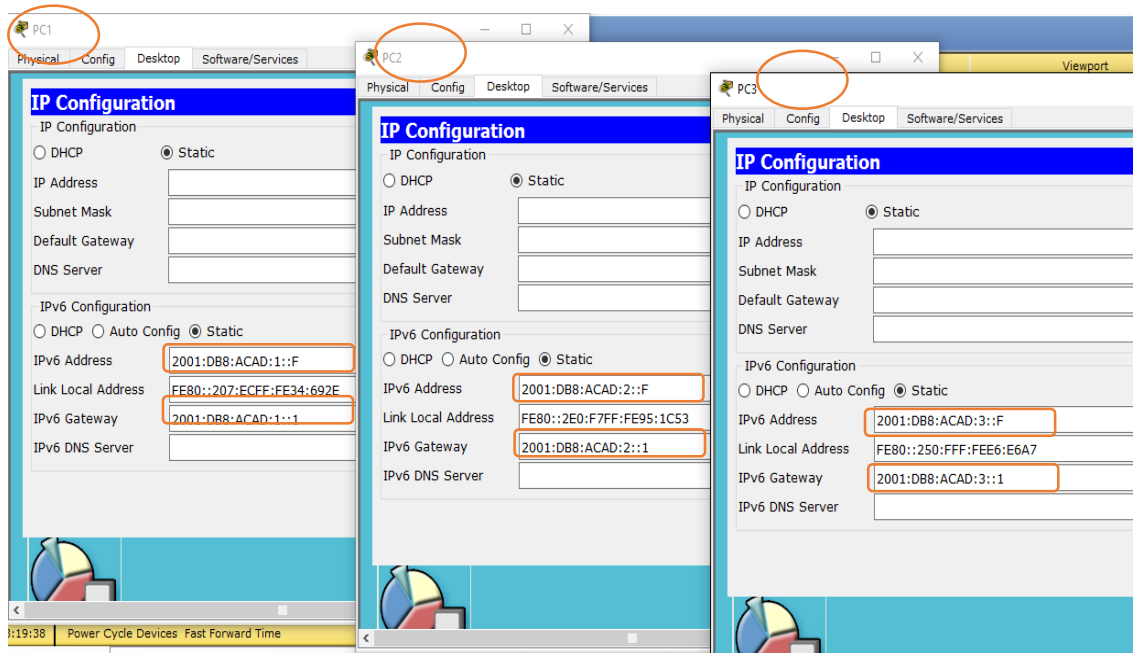 PC1
Physical Config Desktop Software/Services
IP Configuration
IP Configuration
DHCP Static
IP Address
Subnet Mask
Default Gateway
DNS Server
IPv6 Configuration
DHCP Auto Config Static
IPv6 Address 2001:DB8:ACAD:1::F
Link Local Address FE80::207:ECFF:FE34:692E
IPv6 Gateway 2001:DB8:ACAD:1::1
IPv6 DNS Server
:19:38 Power Cycle Devices Fast Forward Time
PC2
Physical Config Desktop Software/Services
IP Configuration
IP Configuration
DHCP Static
IP Address
Subnet Mask
Default Gateway
DNS Server
IPv6 Configuration
DHCP Auto Config Static
IPv6 Address 2001:DB8:ACAD:2::F
Link Local Address FE80::2E0:F7FF:FE95:1C53
IPv6 Gateway 2001:DB8:ACAD:2::1
IPv6 DNS Server
Viewport
PC3
Physical Config Desktop Software/Services
IP Configuration
IP Configuration
DHCP Static
IP Address
Subnet Mask
Default Gateway
DNS Server
IPv6 Configuration
DHCP Auto Config Static
IPv6 Address 2001:DB8:ACAD:3::F
Link Local Address FE80::250:FFF:FEE6:E6A7
IPv6 Gateway 2001:DB8:ACAD:3::1
IPv6 DNS Server